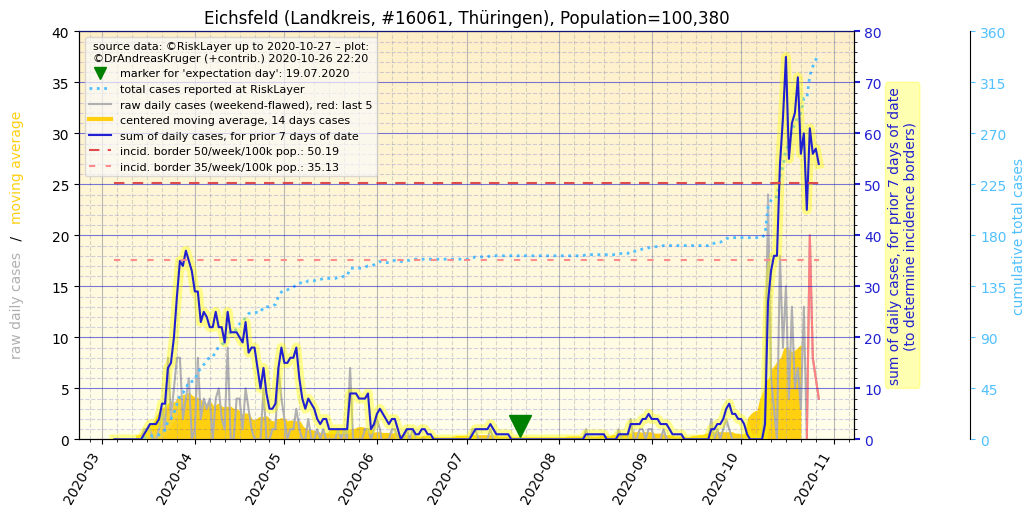 Eichsfeld (Landkreis, #16061, Thüringen), Population=100,380
source data: ©RiskLayer up to 2020-10-27 – plot:
©DrAndreasKruger (+contrib.) 2020-10-26 22:20
marker for 'expectation day': 19.07.2020
total cases reported at RiskLayer
raw daily cases (weekend-flawed), red: last 5
centered moving average, 14 days cases
sum of daily cases, for prior 7 days of date
incid. border 50/week/100k pop.: 50.19
incid. border 35/week/100k pop.: 35.13
raw daily cases / moving average
40
35
30
25
20
15
10
5
0
80
70
60
50
40
30
20
10
0
sum of daily cases, for prior 7 days of date
(to determine incidence borders)
360
315
270
225
180
135
90
45
0
cumulative total cases
2020-03
2020-04
2020-05
2020-06
2020-07
2020-08
2020-09
2020-10
2020-11